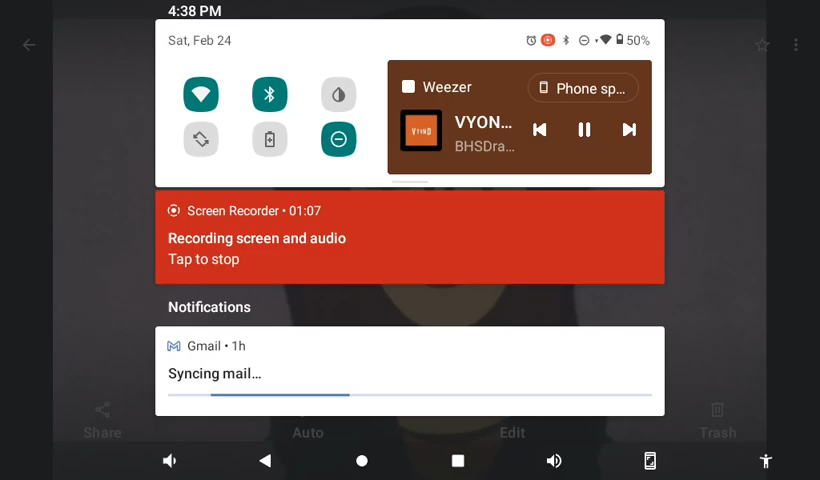 4:38 PM
Sat, Feb 24
50%
Weezer
Phone sp...
VYON...
BHSDra...
VYOND
Screen Recorder • 01:07
Recording screen and audio
Tap to stop
Notifications
Gmail • 1h
Syncing mail...
Share
Auto
Edit
Trash